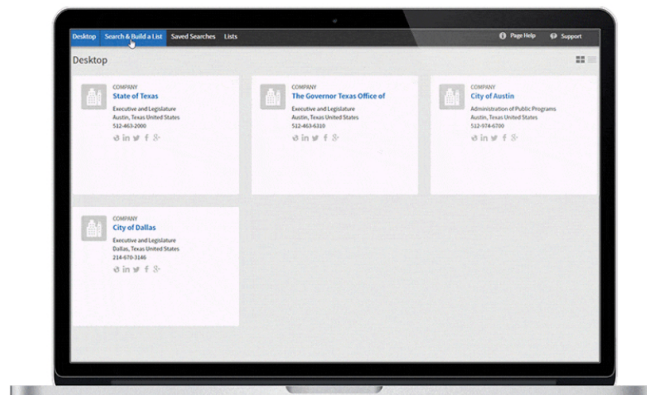 Desktop Search & Build a List Saved Searches Lists Page Help Support
Desktop
COMPANY
State of Texas
Executive and Legislature
Austin, Texas United States
512-463-2000
COMPANY
The Governor Texas Office of
Executive and Legislature
Austin, Texas United States
512-463-6319
COMPANY
City of Austin
Administration of Public Programs
Austin, Texas United States
512-974-6700
COMPANY
City of Dallas
Executive and Legislature
Dallas, Texas United States
214-670-3146